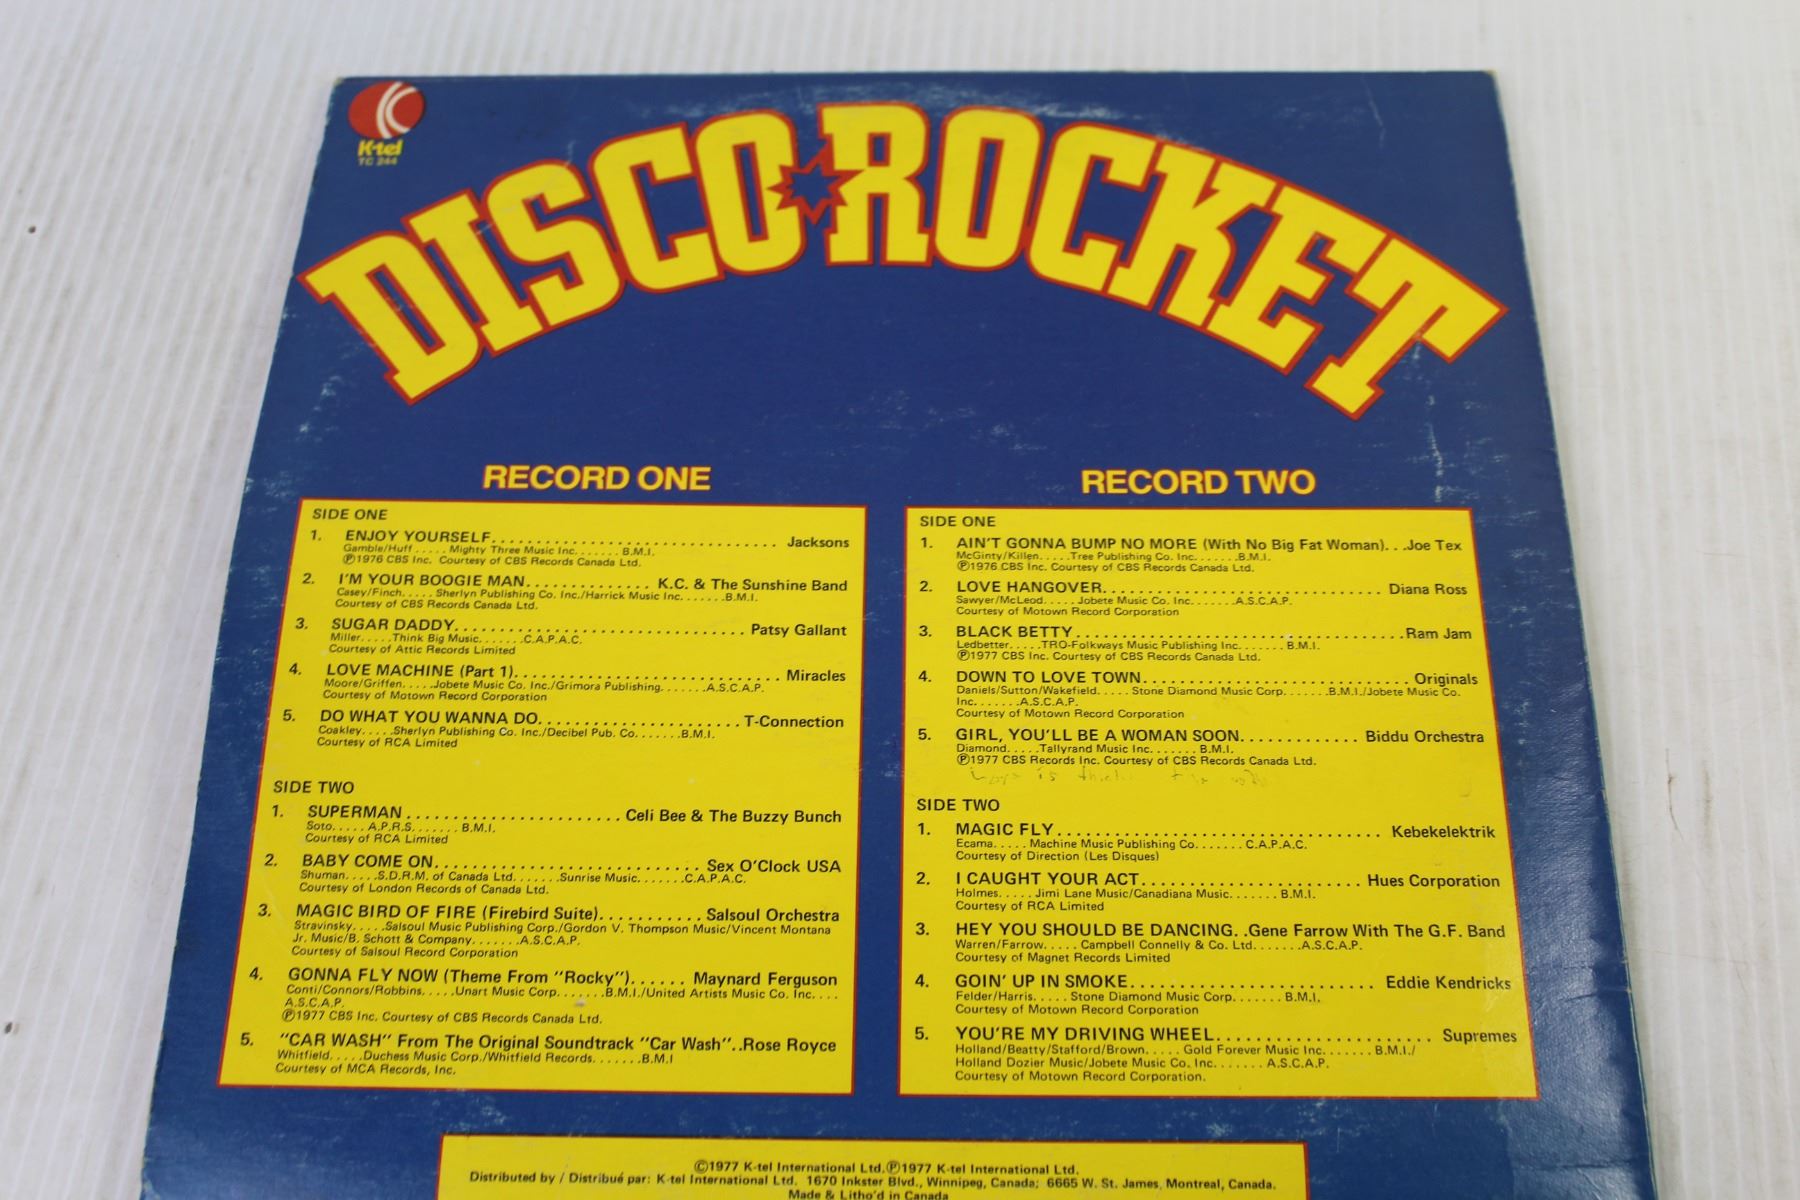 K-tel
TC 244
DISCO ROCKET
RECORD ONE
SIDE ONE
1. ENJOY YOURSELF................................ Jacksons
Gamble/Huff ..... Mighty Three Music Inc....... B.M.I.
Ⓟ1976 CBS Inc. Courtesy of CBS Records Canada Ltd.
2. I'M YOUR BOOGIE MAN............. K.C. & The Sunshine Band
Casey/Finch..... Sherlyn Publishing Co. Inc./Harrick Music Inc.......B.M.I.
Courtesy of CBS Records Canada Ltd.
3. SUGAR DADDY................................ Patsy Gallant
Miller.....Think Big Music.......C.A.P.A.C.
Courtesy of Attic Records Limited
4. LOVE MACHINE (Part 1)............................. Miracles
Moore/Griffen.....Jobete Music Co. Inc./Grimora Publishing.......A.S.C.A.P.
Courtesy of Motown Record Corporation
5. DO WHAT YOU WANNA DO......................T-Connection
Coakley.....Sherlyn Publishing Co. Inc./Decibel Pub. Co.......B.M.I.
Courtesy of RCA Limited
SIDE TWO
1. SUPERMAN....................... Celi Bee & The Buzzy Bunch
Soto..... A.P.R.S....... B.M.I.
Courtesy of RCA Limited
2. BABY COME ON............................. Sex O'Clock USA
Shuman.....S.D.R.M. of Canada Ltd.......Sunrise Music.......C.A.P.A.C.
Courtesy of London Records of Canada Ltd.
3. MAGIC BIRD OF FIRE (Firebird Suite)........... Salsoul Orchestra
Stravinsky.....Salsoul Music Publishing Corp./Gordon V. Thompson Music/Vincent Montana
Jr. Music/B. Schott & Company.......A.S.C.A.P.
Courtesy of Salsoul Record Corporation
4. GONNA FLY NOW (Theme From "Rocky")...... Maynard Ferguson
Conti/Connors/Robbins.....Unart Music Corp.......B.M.I./United Artists Music Co. Inc....
A.S.C.A.P.
Ⓟ1977 CBS Inc. Courtesy of CBS Records Canada Ltd.
5. "CAR WASH" From The Original Soundtrack "Car Wash"..Rose Royce
Whitfield.....Duchess Music Corp./Whitfield Records.......B.M.I
Courtesy of MCA Records, Inc.
RECORD TWO
SIDE ONE
1. AIN'T GONNA BUMP NO MORE (With No Big Fat Woman)...Joe Tex
McGinty/Killen.....Tree Publishing Co. Inc.......B.M.I.
Ⓟ1976 CBS Inc. Courtesy of CBS Records Canada Ltd.
2. LOVE HANGOVER............................... Diana Ross
Sawyer/McLeod..... Jobete Music Co. Inc.......A.S.C.A.P.
Courtesy of Motown Record Corporation
3. BLACK BETTY....................................Ram Jam
Ledbetter.....TRO-Folkways Music Publishing Inc....... B.M.I.
Ⓟ1977 CBS Inc. Courtesy of CBS Records Canada Ltd.
4. DOWN TO LOVE TOWN.............................. Originals
Daniels/Sutton/Wakefield..... Stone Diamond Music Corp.......B.M.I./Jobete Music Co.
Inc.......A.S.C.A.P.
Courtesy of Motown Record Corporation
5. GIRL, YOU'LL BE A WOMAN SOON............. Biddu Orchestra
Diamond.....Tallyrand Music Inc....... B.M.I.
Ⓟ1977 CBS Records Inc. Courtesy of CBS Records Canada Ltd.
is
SIDE TWO
1. MAGIC FLY.................................. Kebekelektrik
Ecama..... Machine Music Publishing Co....... C.A.P.A.C.
Courtesy of Direction (Les Disques)
2. I CAUGHT YOUR ACT........................ Hues Corporation
Holmes..... Jimi Lane Music/Canadiana Music....... B.M.I.
Courtesy of RCA Limited
3. HEY YOU SHOULD BE DANCING..Gene Farrow With The G.F. Band
Warren/Farrow..... Campbell Connelly & Co. Ltd.......A.S.C.A.P.
Courtesy of Magnet Records Limited
4. GOIN' UP IN SMOKE.......................... Eddie Kendricks
Felder/Harris..... Stone Diamond Music Corp....... B.M.I.
Courtesy of Motown Record Corporation
5. YOU'RE MY DRIVING WHEEL........................ Supremes
Holland/Beatty/Stafford/Brown..... Gold Forever Music Inc....... B.M.I./
Holland Dozier Music/Jobete Music Co. Inc....... A.S.C.A.P.
Courtesy of Motown Record Corporation.
©1977 K-tel International Ltd.Ⓟ1977 K-tel International Ltd.
Distributed by / Distribué par: K-tel International Ltd. 1670 Inkster Blvd., Winnipeg, Canada; 6665 W. St. James, Montreal, Canada.
Made & Litho'd in Canada